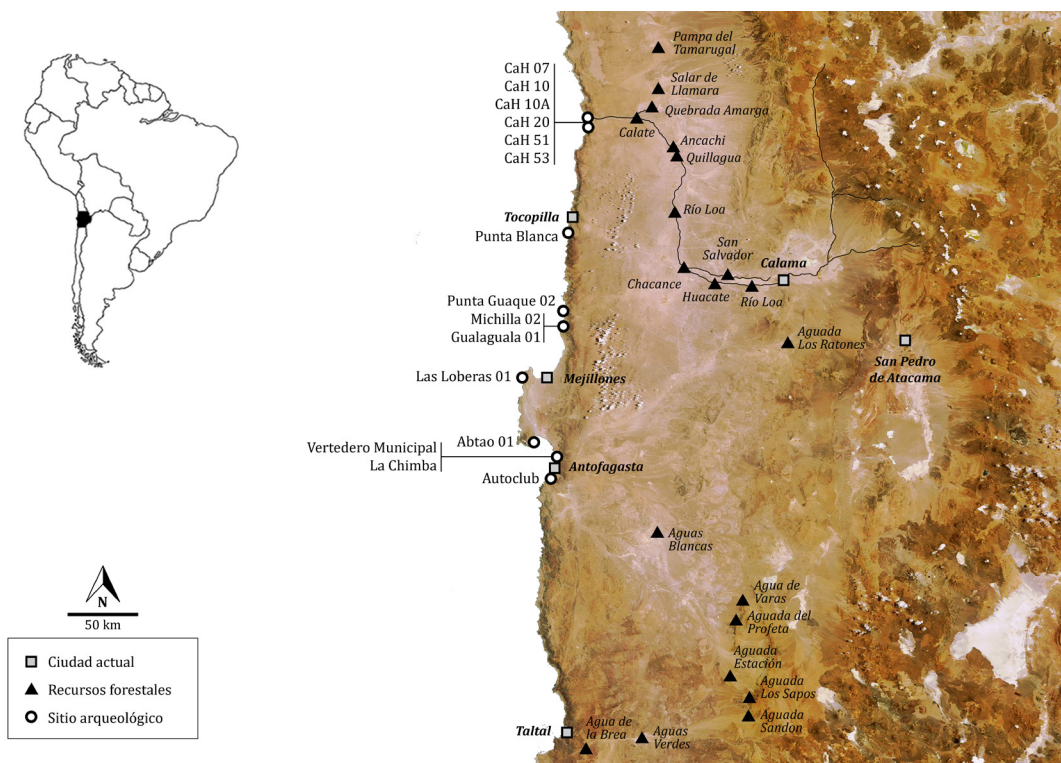 Pampa del
Tamarugal
CaH 07
CaH 10
CaH 10A
CaH 20
CaH 51
CaH 53
Salar de
Llamara
Quebrada Amarga
Calate
Ancachi
Quillagua
Tocopilla
Punta Blanca
Río Loa
San
Salvador
Calama
Chacance
Huacate
Río Loa
Punta Guaque 02
Michilla 02
Gualaguala 01
Aguada
Los Ratones
San Pedro
de Atacama
Las Loberas 01
Mejillones
Abtao 01
Vertedero Municipal
La Chimba
Antofagasta
Autoclub
Aguas
Blancas
Agua de
Varas
Aguada del
Profeta
Aguada
Estación
Aguada
Los Sapos
Aguada
Sandon
Taltal
Agua de
la Brea
Aguas
Verdes
N
50 km
Ciudad actual
Recursos forestales
Sitio arqueológico